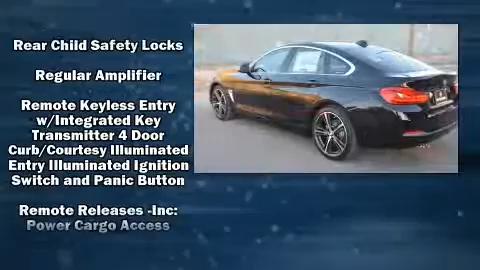 Rear Child Safety Locks
Regular Amplifier
Remote Keyless Entry
w/Integrated Key
Transmitter 4 Door
Curb/Courtesy Illuminated
Entry Illuminated Ignition
Switch and Panic Button
Remote Releases -Inc:
Power Cargo Access